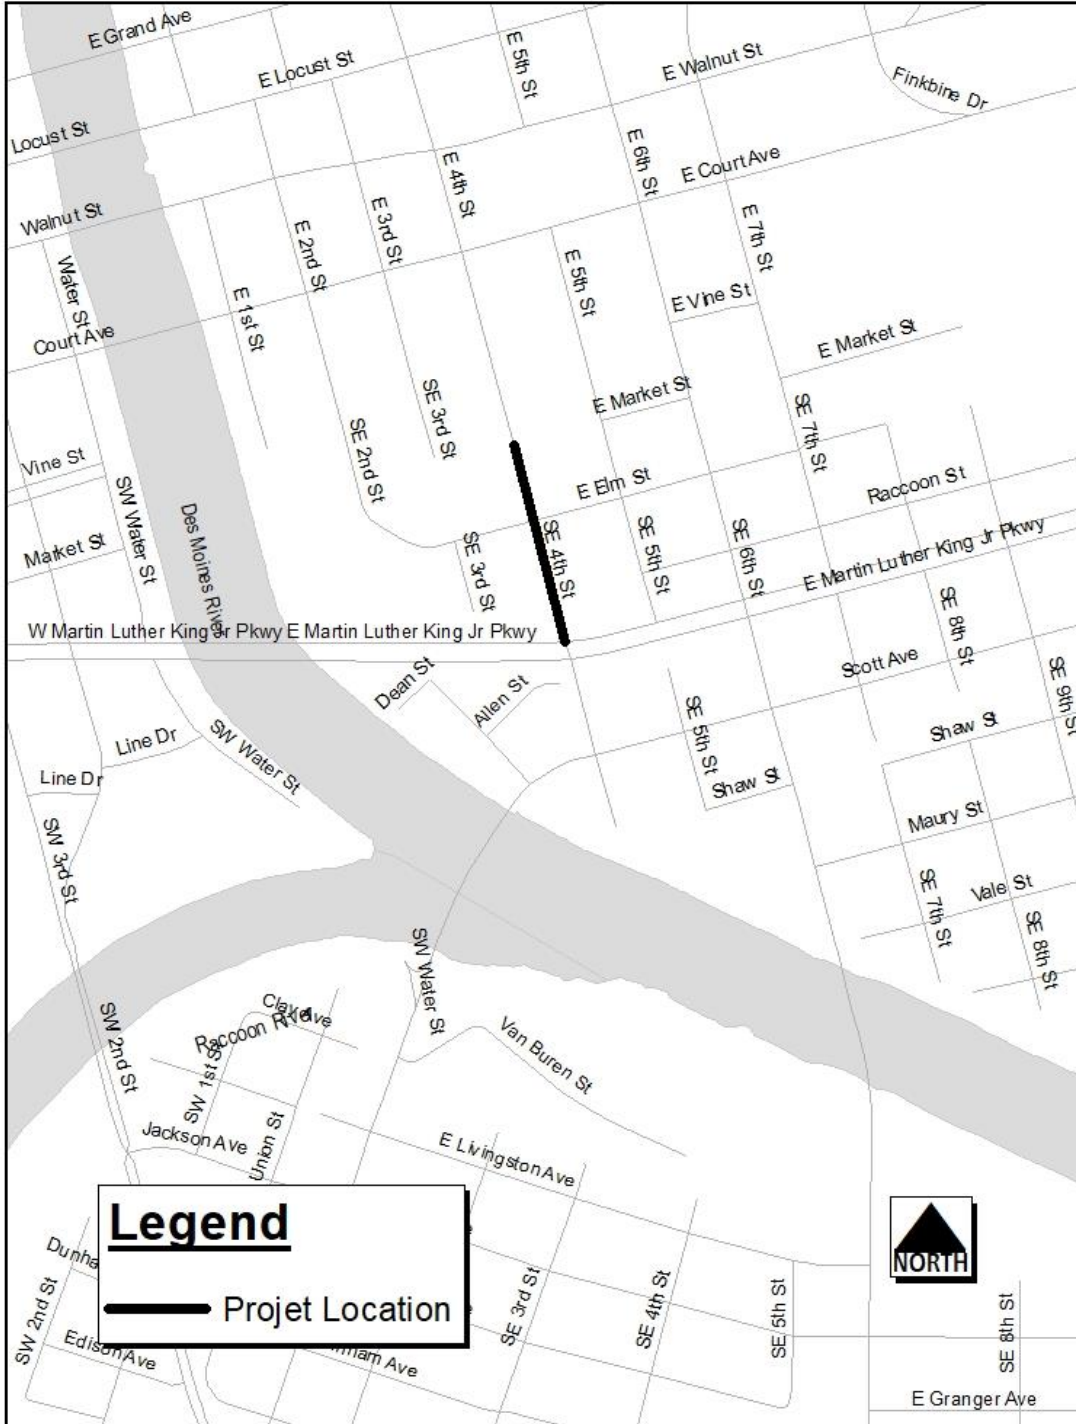 E Grand Ave
E 5th St
E Locust St
E Walnut St
Finkbine Dr
Locust St
E 4th St
E 6th St
E Court Ave
Walnut St
E 3rd St
E 2nd St
E 7th St
Water St
E 5th St
E 1st St
E Vine St
Court Ave
E Market St
SE 3rd St
E Market St
SE 7th St
SE 2nd St
Vine St
SW Water St
E Elm St
Raccoon St
Des Moines River
Market St
SE 3rd St
SE 4th St
SE 5th St
SE 6th St
E Martin Luther King Jr Pkwy
SE 8th St
W Martin Luther King Jr Pkwy
E Martin Luther King Jr Pkwy
Dean St
Allen St
Scott Ave
SE 9th St
SE 5th St
Line Dr
SW Water St
Shaw St
Line Dr
Shaw St
Maury St
SW 3rd St
SE 7th St
Vale St
SE 8th St
SW Water St
SW 2nd St
Clay Ave
Raccoon
SW 1st St
Van Buren St
Jackson Ave
Union St
E Livingston Ave
Legend
Projet Location
NORTH
SW 2nd St
Edison Ave
SE 3rd St
SE 4th St
SE 5th St
SE 8th St
E Granger Ave